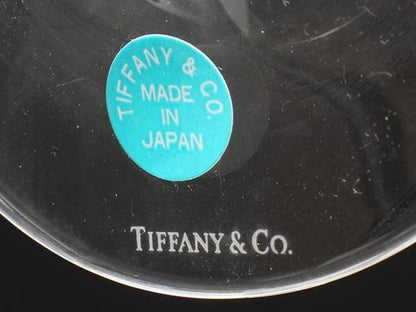 TIFFANY & CO.
MADE
IN
JAPAN
TIFFANY & CO.